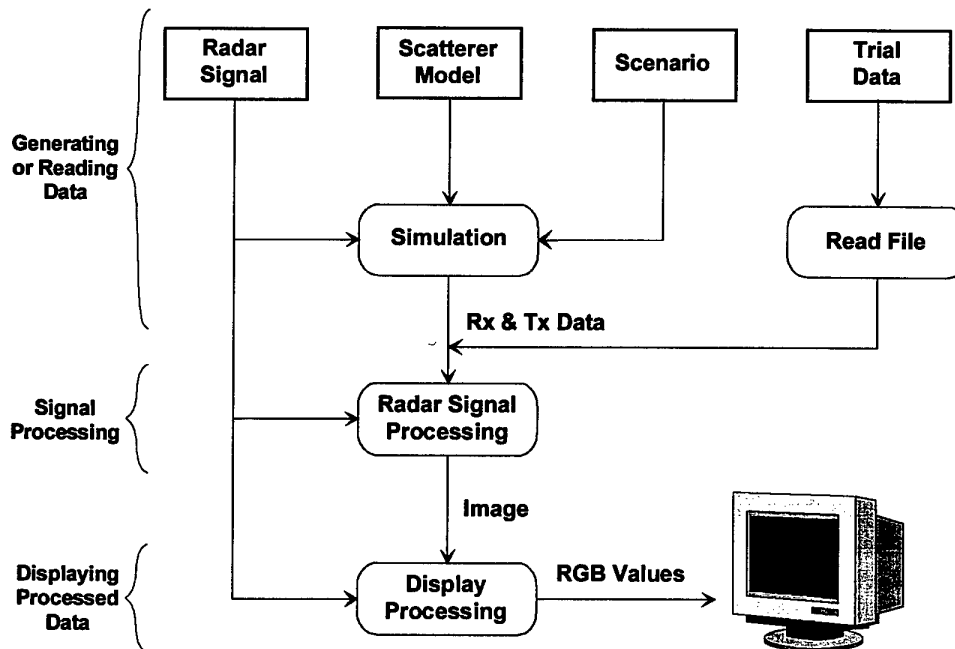 Radar
Signal
Scatterer
Model
Scenario
Trial
Data
Generating
or Reading
Data
Simulation
Read File
Rx & Tx Data
Signal
Processing
Radar Signal
Processing
Image
Displaying
Processed
Data
Display
Processing
RGB Values